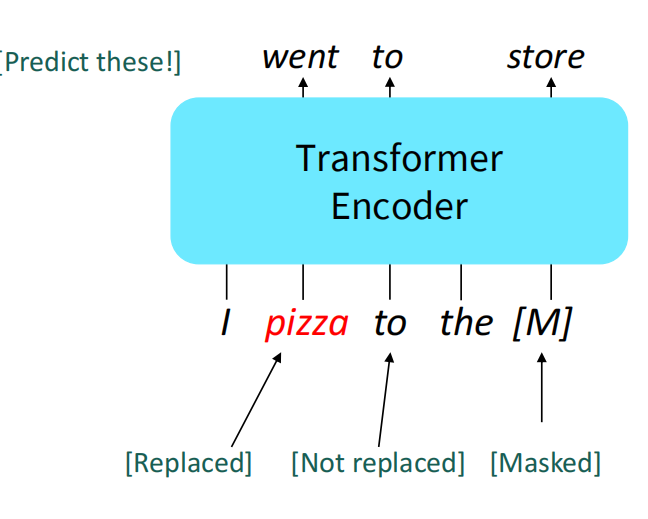 [Predict these!] went to store
Transformer
Encoder
I pizza to the [M]
[Replaced] [Not replaced] [Masked]